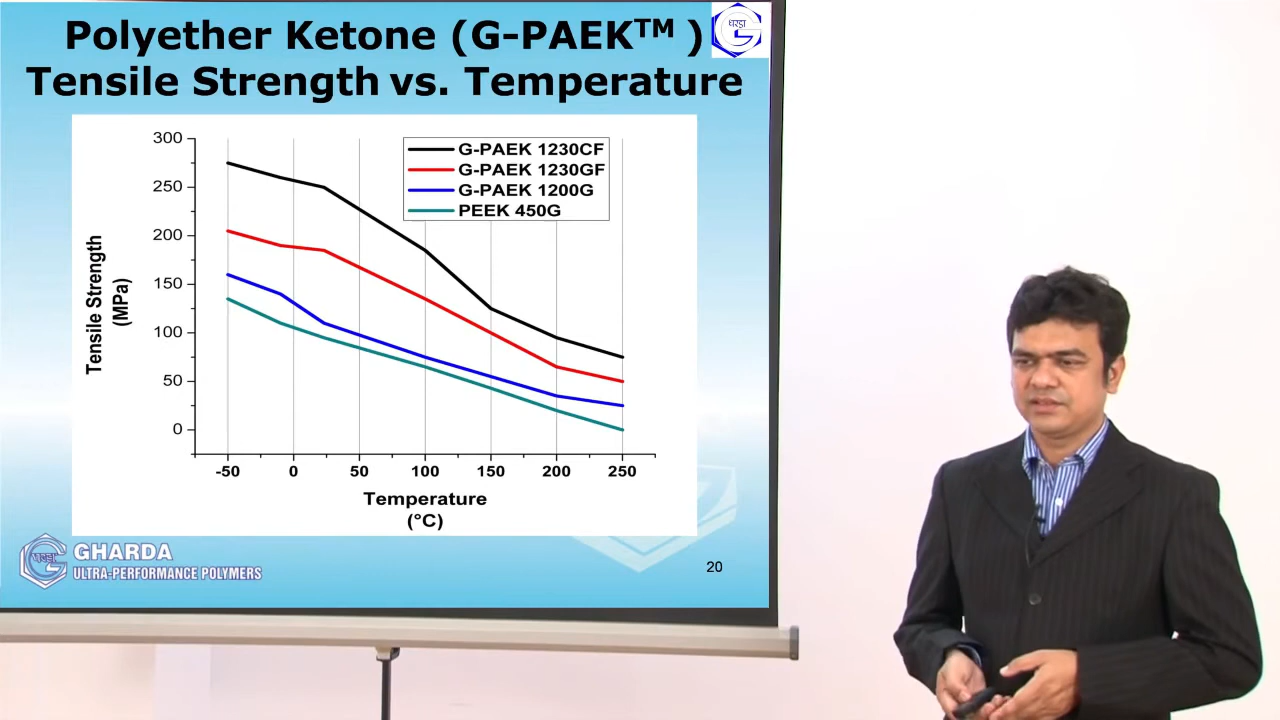 Polyether Ketone (G-PAEK™ )
Tensile Strength vs. Temperature
घरडा
300
250
200
150
100
50
0
Tensile Strength
(MPa)
G-PAEK 1230CF
G-PAEK 1230GF
G-PAEK 1200G
PEEK 450G
-50 0 50 100 150 200 250
Temperature
(°C)
घरडा
GHARDA
ULTRA-PERFORMANCE POLYMERS
20